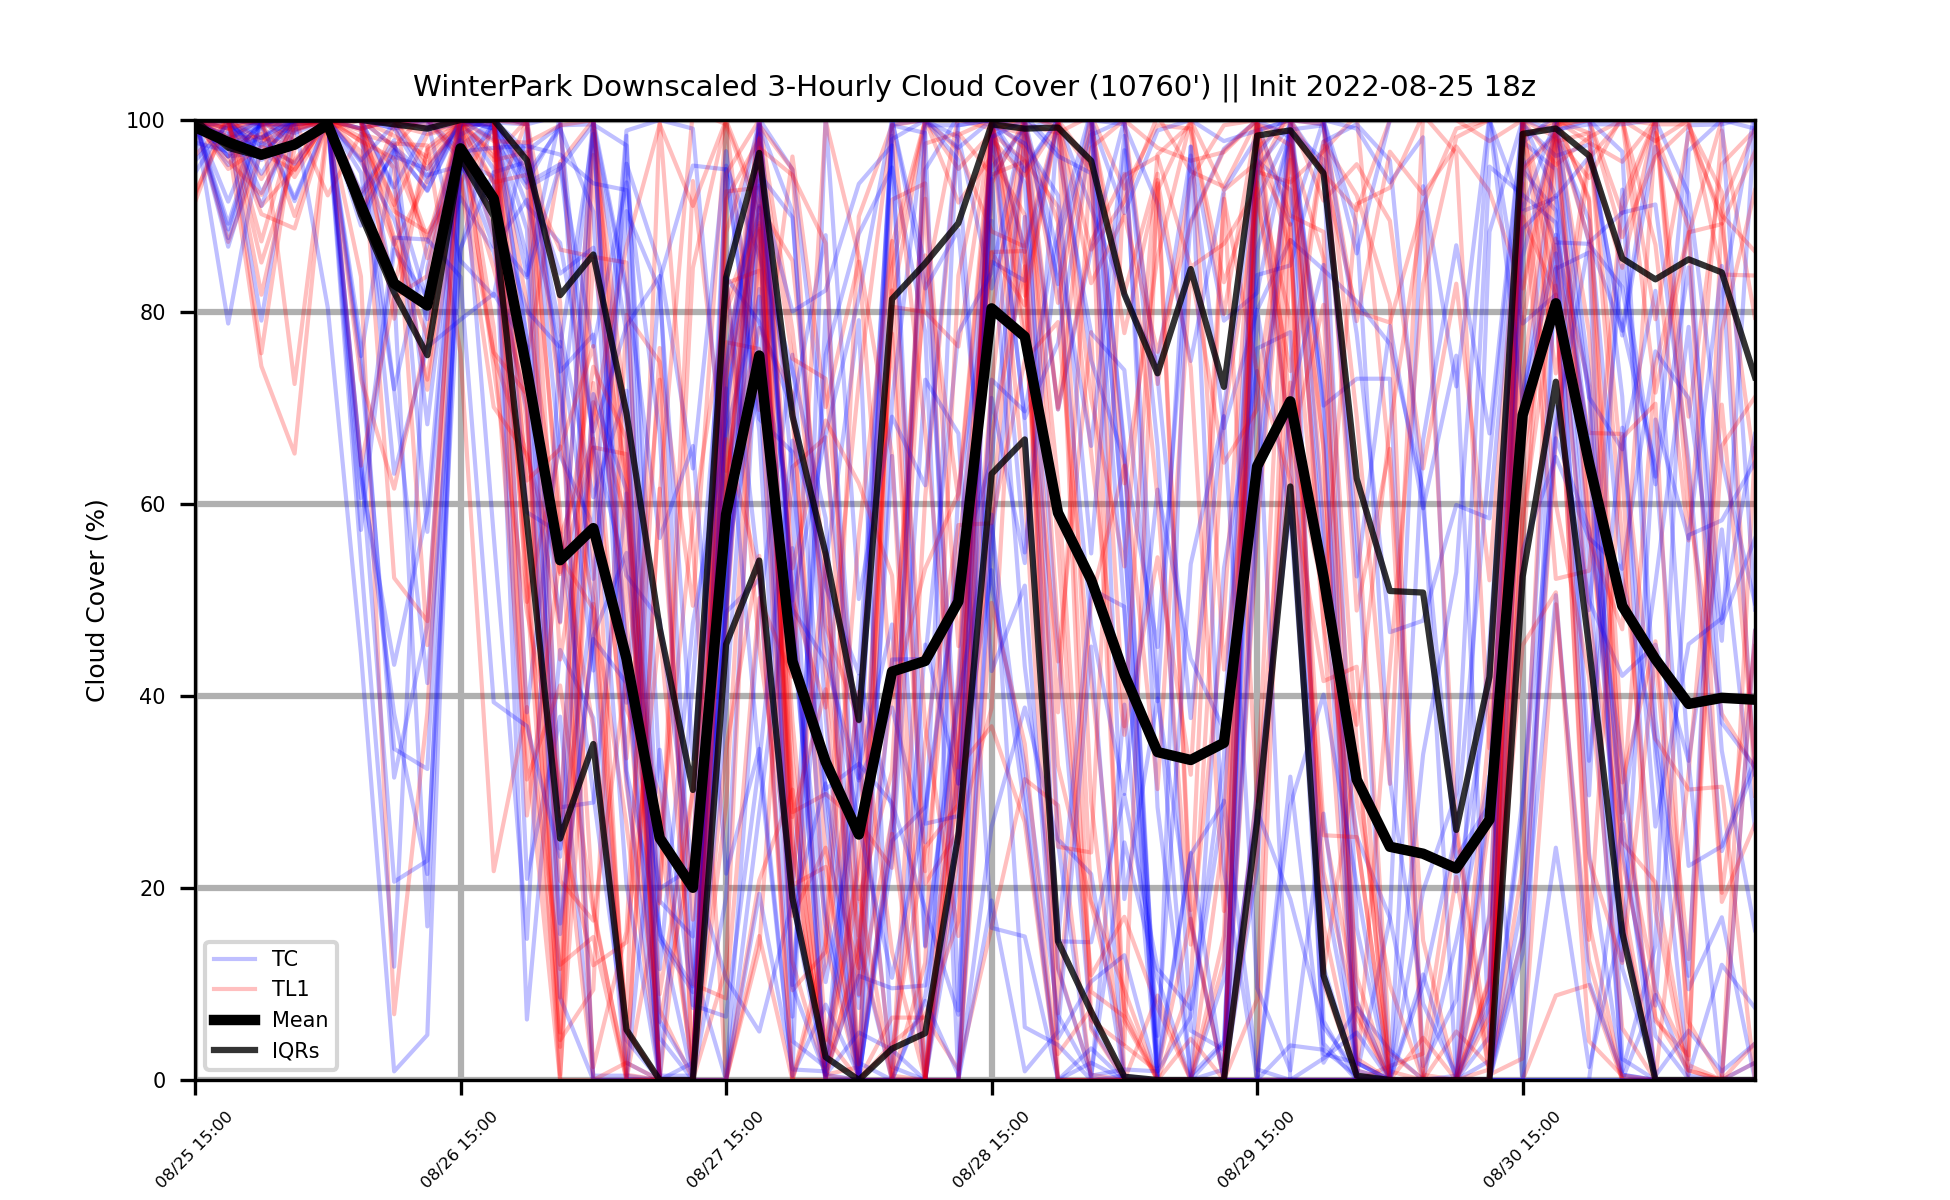 WinterPark Downscaled 3-Hourly Cloud Cover (10760') || Init 2022-08-25 18z
Cloud Cover (%)
100
80
60
40
20
0
TC
TL1
Mean
IQRs
08/25 15:00
08/26 15:00
08/27 15:00
08/28 15:00
08/29 15:00
08/30 15:00